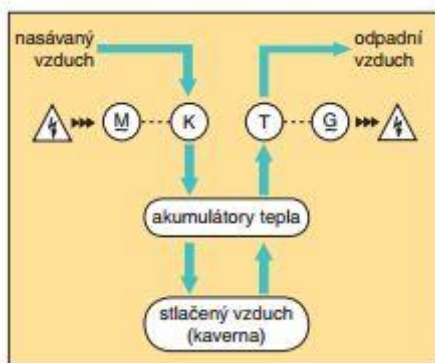 nasávaný
vzduch
odpadní
vzduch
M
K
T
G
akumulátory tepla
stlačený vzduch
(kaverna)